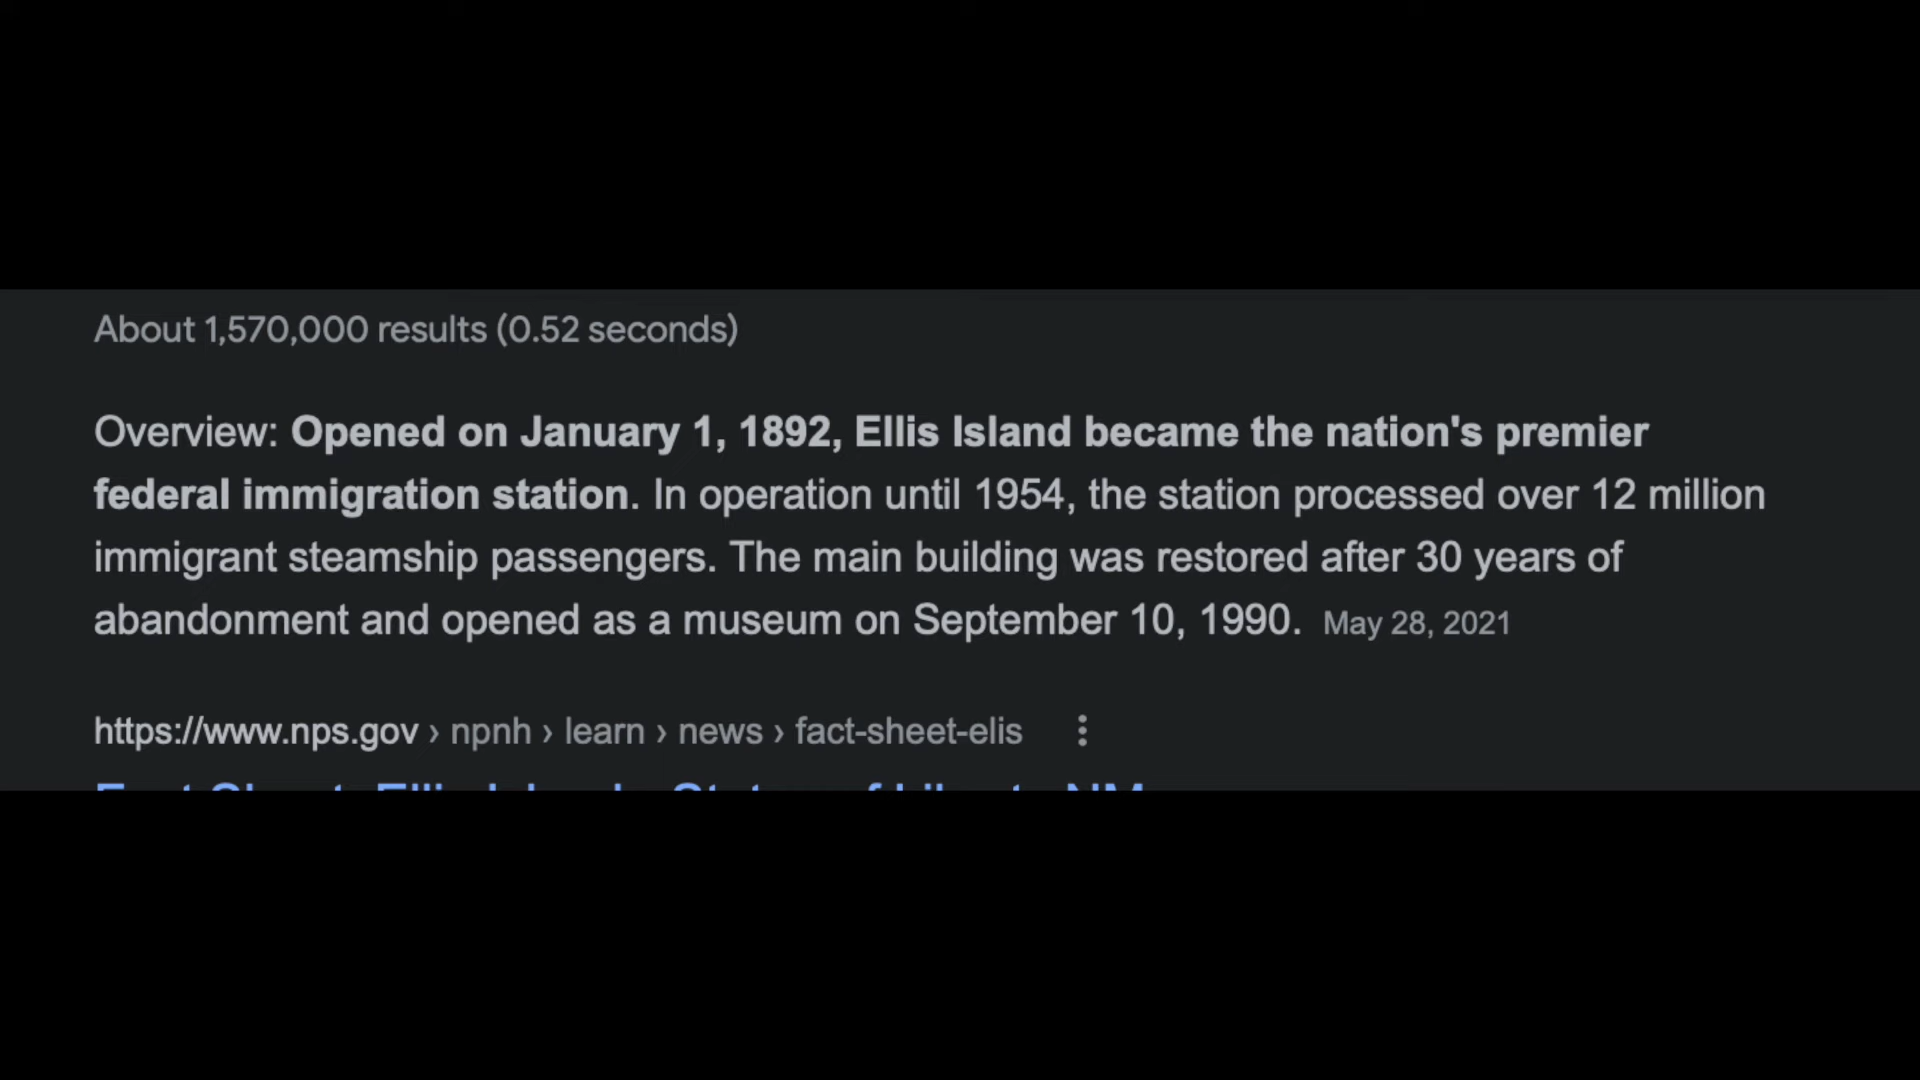 About 1,570,000 results (0.52 seconds)
Overview: Opened on January 1, 1892, Ellis Island became the nation's premier
federal immigration station. In operation until 1954, the station processed over 12 million
immigrant steamship passengers. The main building was restored after 30 years of
abandonment and opened as a museum on September 10, 1990. May 28, 2021
https://www.nps.gov › npnh › learn › news › fact-sheet-elis